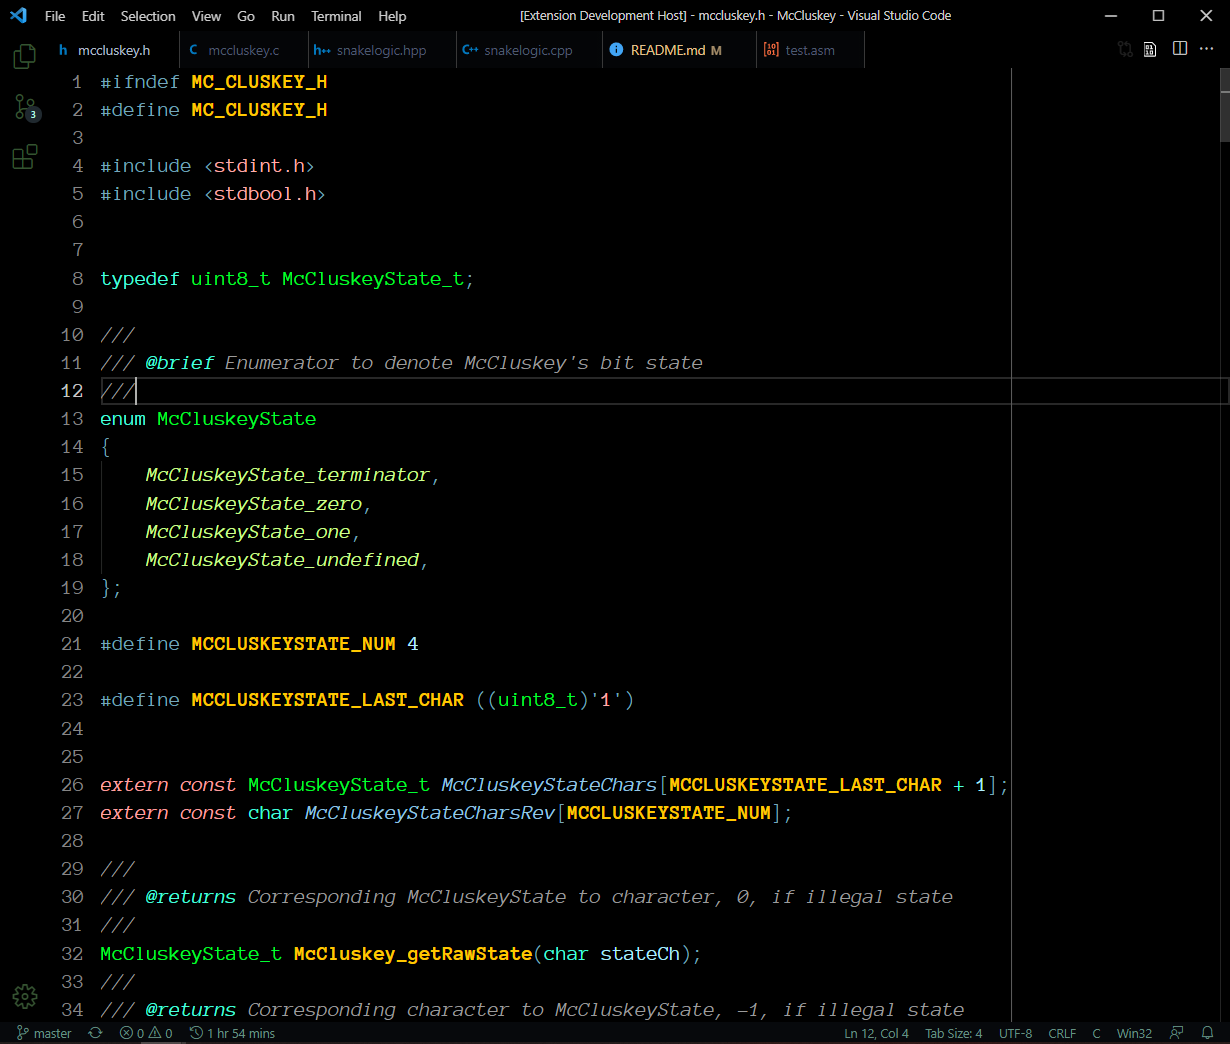 File Edit Selection View Go Run Terminal Help [Extension Development Host] - mccluskey.h - McCluskey - Visual Studio Code
h mccluskey.h C mccluskey.c h++ snakelogic.hpp C++ snakelogic.cpp README.md M test.asm
1 #ifndef MC_CLUSKEY_H
2 #define MC_CLUSKEY_H
3
4 #include <stdint.h>
5 #include <stdbool.h>
6
7
8 typedef uint8_t McCluskeyState_t;
9
10 ///
11 /// @brief Enumerator to denote McCluskey's bit state
12 ///
13 enum McCluskeyState
14 {
15 McCluskeyState_terminator,
16 McCluskeyState_zero,
17 McCluskeyState_one,
18 McCluskeyState_undefined,
19 };
20
21 #define MCCLUSKEYSTATE_NUM 4
22
23 #define MCCLUSKEYSTATE_LAST_CHAR ((uint8_t)'1')
24
25
26 extern const McCluskeyState_t McCluskeyStateChars[MCCLUSKEYSTATE_LAST_CHAR + 1];
27 extern const char McCluskeyStateCharsRev[MCCLUSKEYSTATE_NUM];
28
29 ///
30 /// @returns Corresponding McCluskeyState to character, 0, if illegal state
31 ///
32 McCluskeyState_t McCluskey_getRawState(char stateCh);
33 ///
34 /// @returns Corresponding character to McCluskeyState, -1, if illegal state
3
master 0 0 1 hr 54 mins Ln 12, Col 4 Tab Size: 4 UTF-8 CRLF C Win32